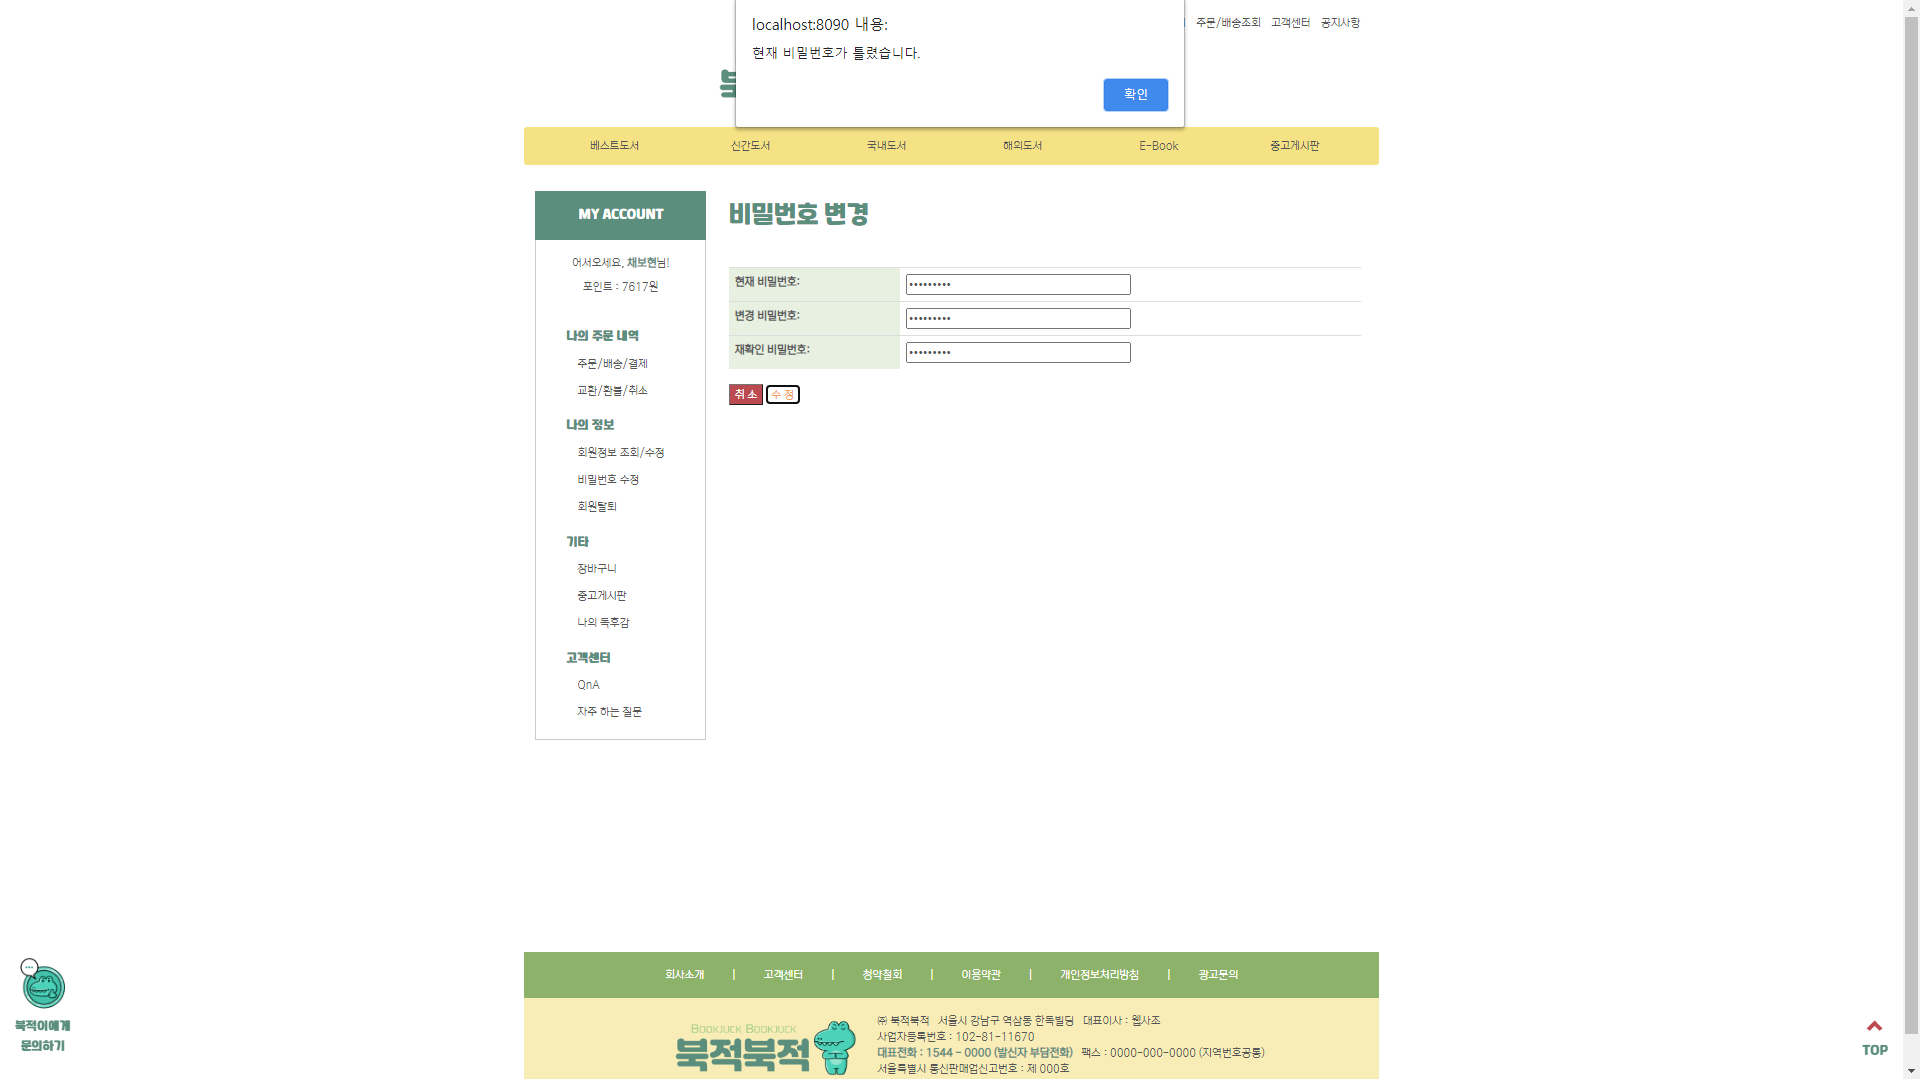 localhost:8090 내용:
현재 비밀번호가 틀렸습니다.
확인
주문/배송조회 고객센터 공지사항
베스트도서 신간도서 국내도서 해외도서 E-Book 중고게시판
MY ACCOUNT
어서오세요, 채보현님!
포인트 : 7617원
나의 주문 내역
주문/배송/결제
교환/환불/취소
나의 정보
회원정보 조회/수정
비밀번호 수정
회원탈퇴
기타
장바구니
중고게시판
나의 독후감
고객센터
QnA
자주 하는 질문
비밀번호 변경
현재 비밀번호: •••••••••
변경 비밀번호: •••••••••
재확인 비밀번호: •••••••••
취 소 수 정
북적이에게
문의하기
TOP
회사소개 | 고객센터 | 청약철회 | 이용약관 | 개인정보처리방침 | 광고문의
BOOKJUCK BOOKJUCK
북적북적
㈜ 북적북적 서울시 강남구 역삼동 한독빌딩 대표이사 : 웹사조
사업자등록번호 : 102-81-11670
대표전화 : 1544 - 0000 (발신자 부담전화) 팩스 : 0000-000-0000 (지역번호공통)
서울특별시 통신판매업신고번호 : 제 000호